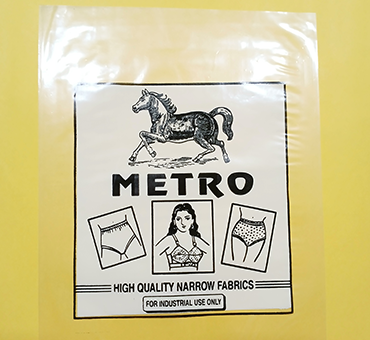 METRO
HIGH QUALITY NARROW FABRICS
FOR INDUSTRIAL USE ONLY